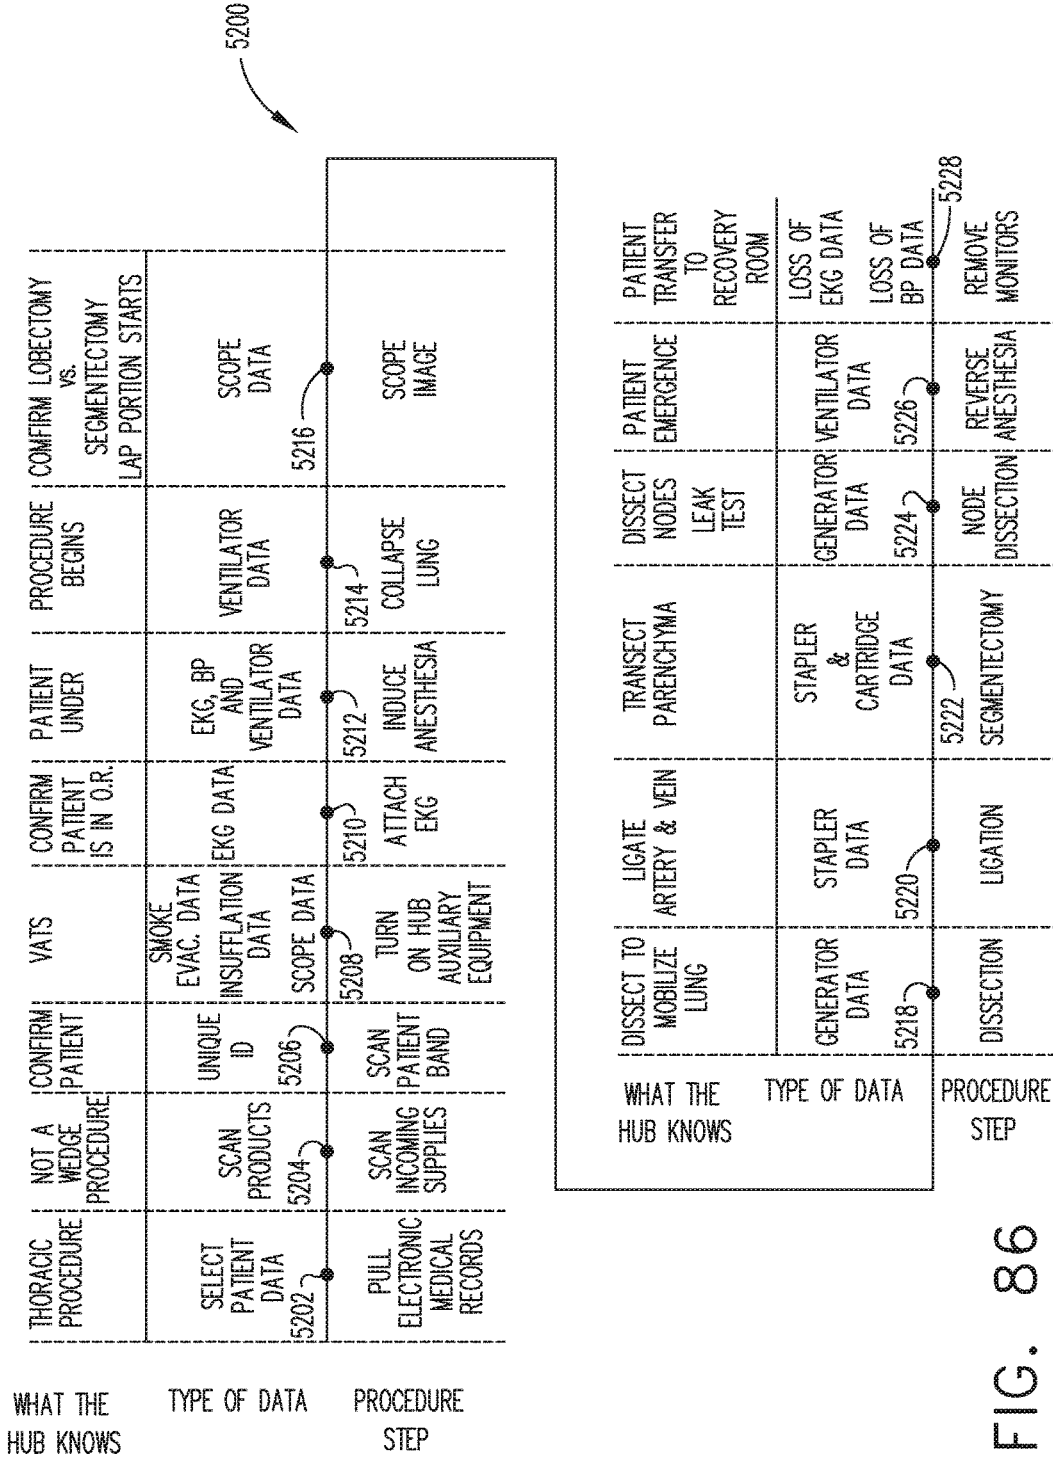 5200
WHAT THE
HUB KNOWS
THORACIC
PROCEDURE
NOT A
WEDGE
PROCEDURE
CONFIRM
PATIENT
VATS
CONFIRM
PATIENT
IS IN O.R.
PATIENT
UNDER
PROCEDURE
BEGINS
COMFIRM LOBECTOMY
vs.
SEGMENTECTOMY
LAP PORTION STARTS
TYPE OF DATA
SELECT
PATIENT
DATA
5202
SCAN
PRODUCTS
5204
UNIQUE
ID
5206
SMOKE
EVAC. DATA
INSUFFLATION
DATA
SCOPE DATA
5208
EKG DATA
5210
EKG, BP
AND
VENTILATOR
DATA
5212
VENTILATOR
DATA
5214
SCOPE
DATA
5216
PROCEDURE
STEP
PULL
ELECTRONIC
MEDICAL
RECORDS
SCAN
INCOMING
SUPPLIES
SCAN
PATIENT
BAND
TURN
ON HUB
AUXILIARY
EQUIPMENT
ATTACH
EKG
INDUCE
ANESTHESIA
COLLAPSE
LUNG
SCOPE
IMAGE
WHAT THE
HUB KNOWS
DISSECT TO
MOBILIZE
LUNG
LIGATE
ARTERY & VEIN
TRANSECT
PARENCHYMA
DISSECT
NODES
LEAK
TEST
PATIENT
EMERGENCE
PATIENT
TRANSFER
TO
RECOVERY
ROOM
TYPE OF DATA
GENERATOR
DATA
5218
STAPLER
DATA
5220
STAPLER
&
CARTRIDGE
DATA
5222
GENERATOR
DATA
5224
VENTILATOR
DATA
5226
LOSS OF
EKG DATA
LOSS OF
BP DATA
5228
PROCEDURE
STEP
DISSECTION
LIGATION
SEGMENTECTOMY
NODE
DISSECTION
REVERSE
ANESTHESIA
REMOVE
MONITORS
FIG. 86